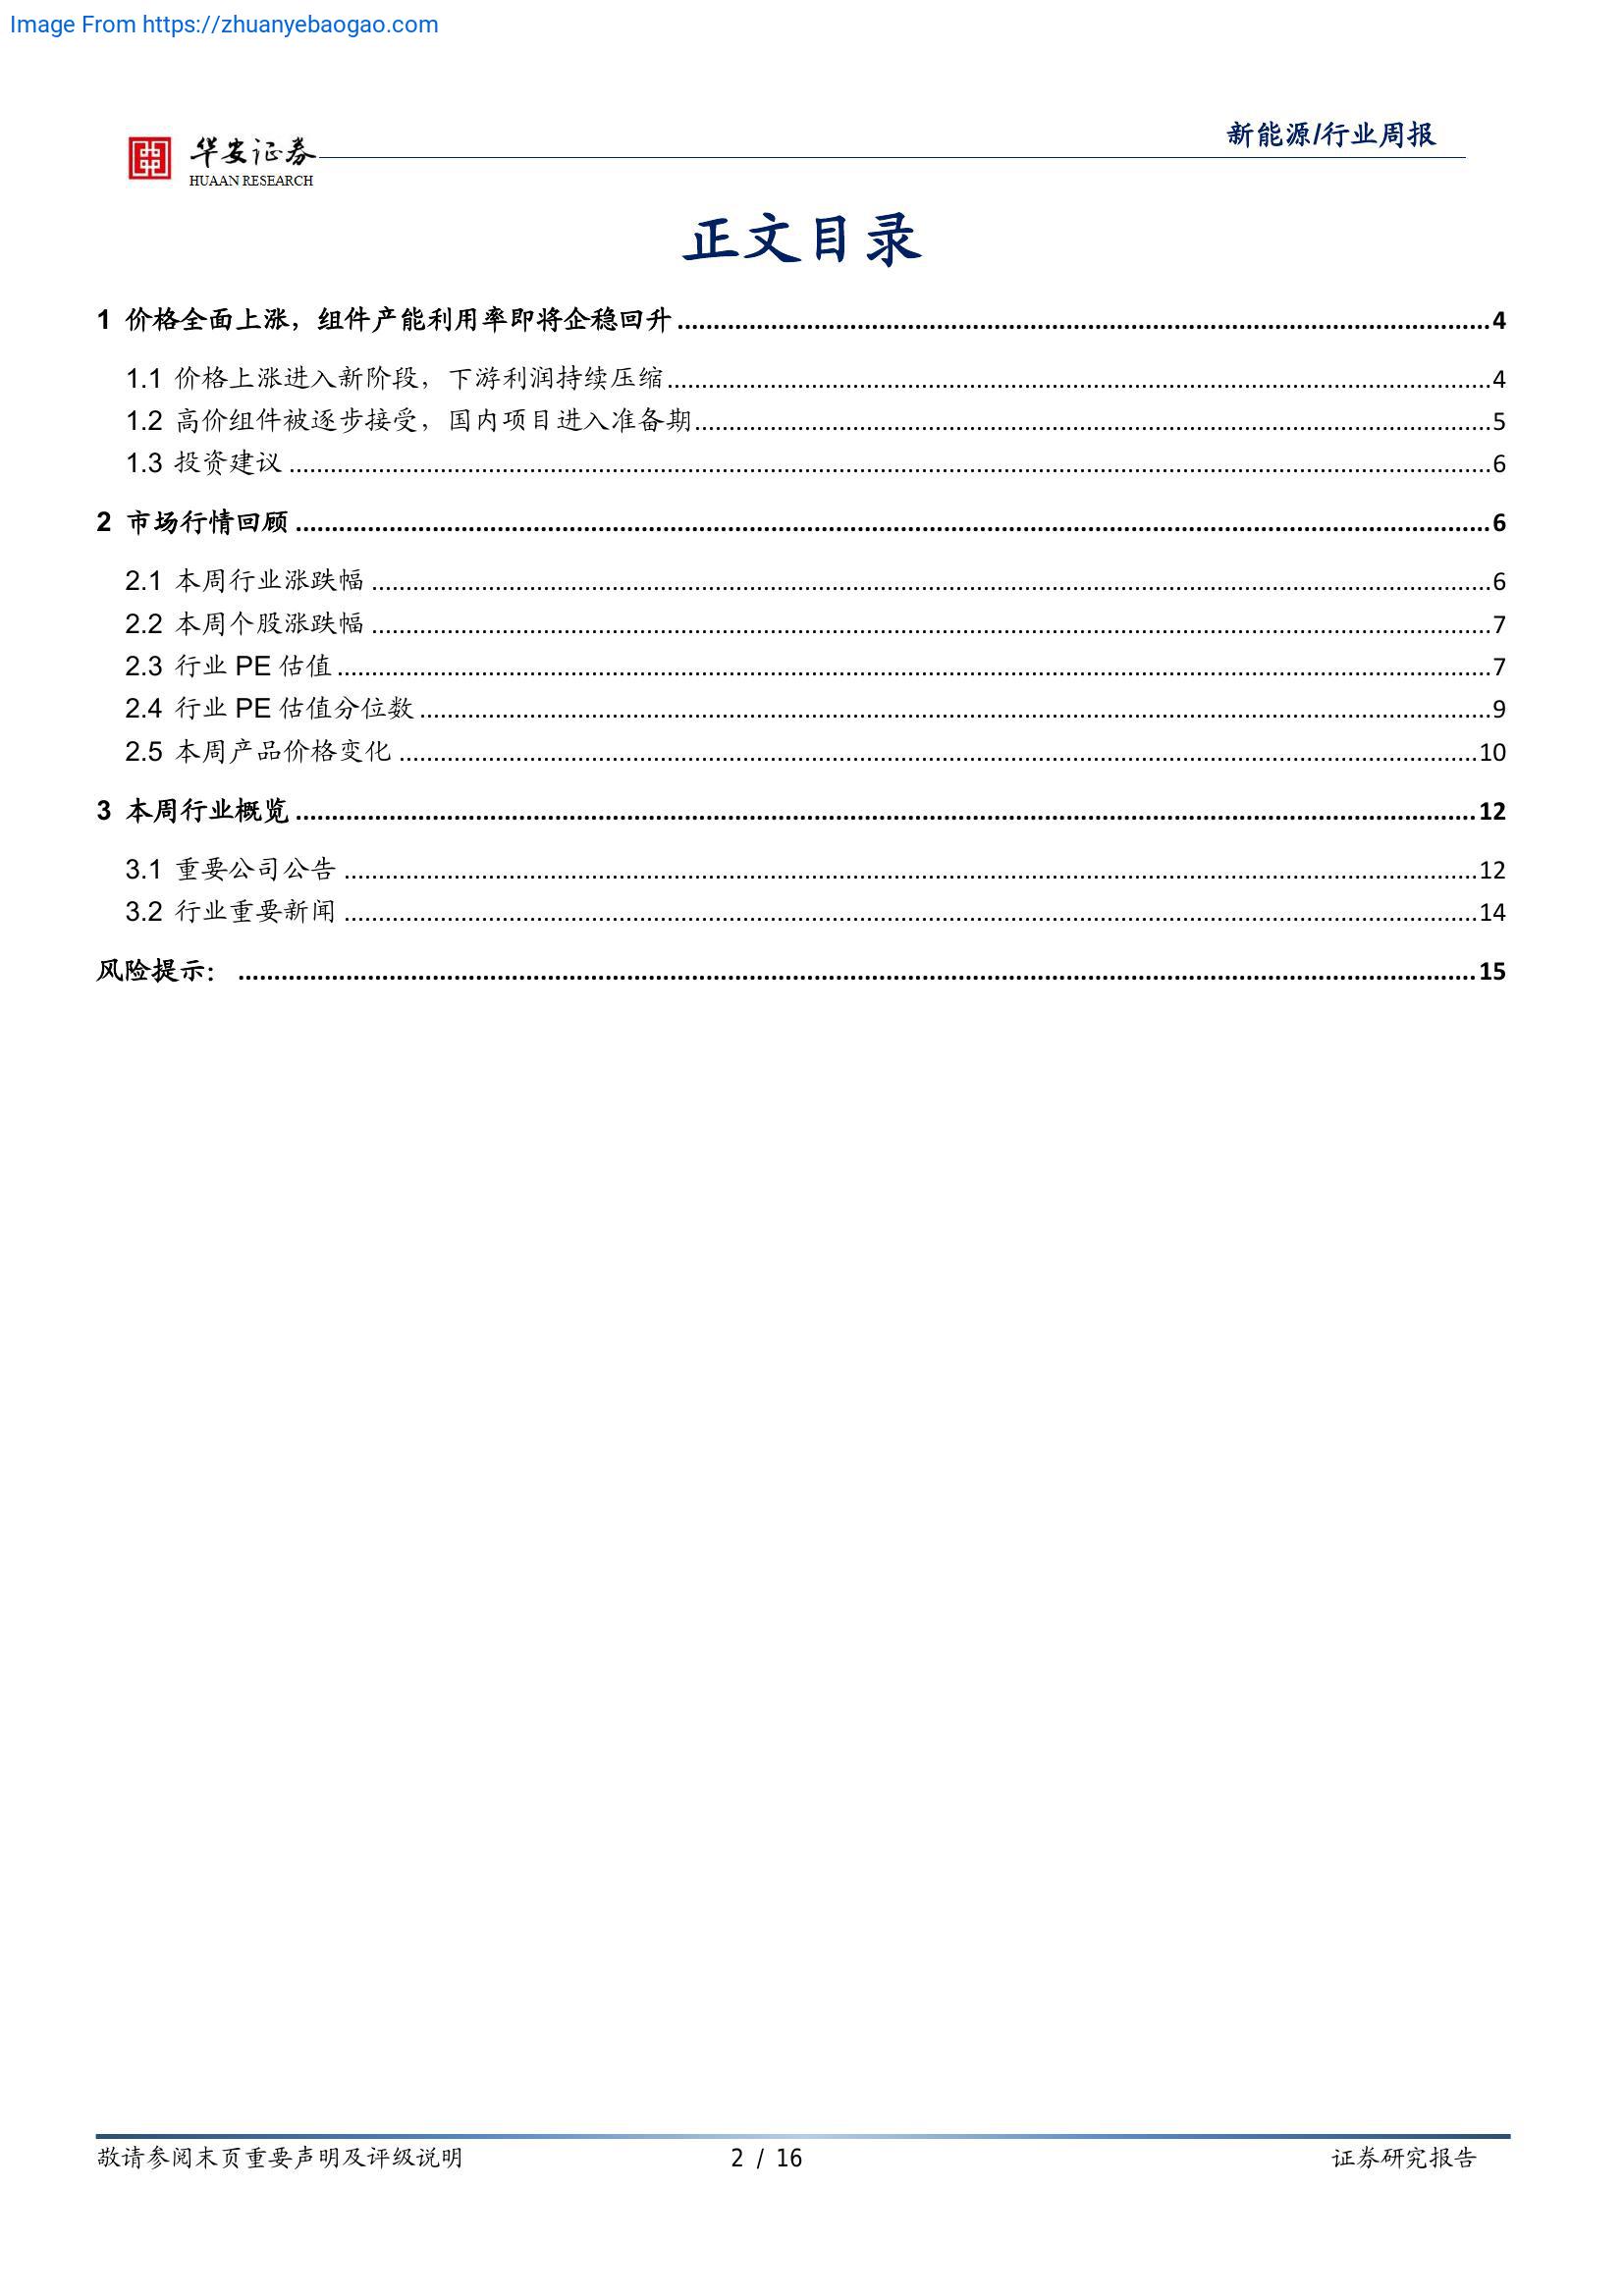 Image From https://zhuanyebaogao.com
新能源/行业周报
华安证券
HUAAN RESEARCH
正文目录
1 价格全面上涨，组件产能利用率即将企稳回升 4
1.1 价格上涨进入新阶段，下游利润持续压缩 4
1.2 高价组件被逐步接受，国内项目进入准备期 5
1.3 投资建议 6
2 市场行情回顾 6
2.1 本周行业涨跌幅 6
2.2 本周个股涨跌幅 7
2.3 行业 PE 估值 7
2.4 行业 PE 估值分位数 9
2.5 本周产品价格变化 10
3 本周行业概览 12
3.1 重要公司公告 12
3.2 行业重要新闻 14
风险提示： 15
敬请参阅末页重要声明及评级说明 2 / 16 证券研究报告